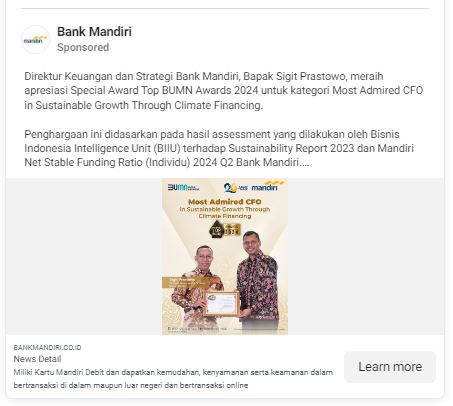 Bank Mandiri
Sponsored
Direktur Keuangan dan Strategi Bank Mandiri, Bapak Sigit Prastowo, meraih
apresiasi Special Award Top BUMN Awards 2024 untuk kategori Most Admired CFO
in Sustainable Growth Through Climate Financing.
Penghargaan ini didasarkan pada hasil assessment yang dilakukan oleh Bisnis
Indonesia Intelligence Unit (BIIU) terhadap Sustainability Report 2023 dan Mandiri
Net Stable Funding Ratio (Individu) 2024 Q2 Bank Mandiri....
BUMN
mandiri
Most Admired CFO
in Sustainable Growth Through
Climate Financing
Sigit Prastowo
BANKMANDIRI.CO.ID
News Detail
Miliki Kartu Mandiri Debit dan dapatkan kemudahan, kenyamanan serta keamanan dalam
bertransaksi di dalam maupun luar negeri dan bertransaksi online
Learn more